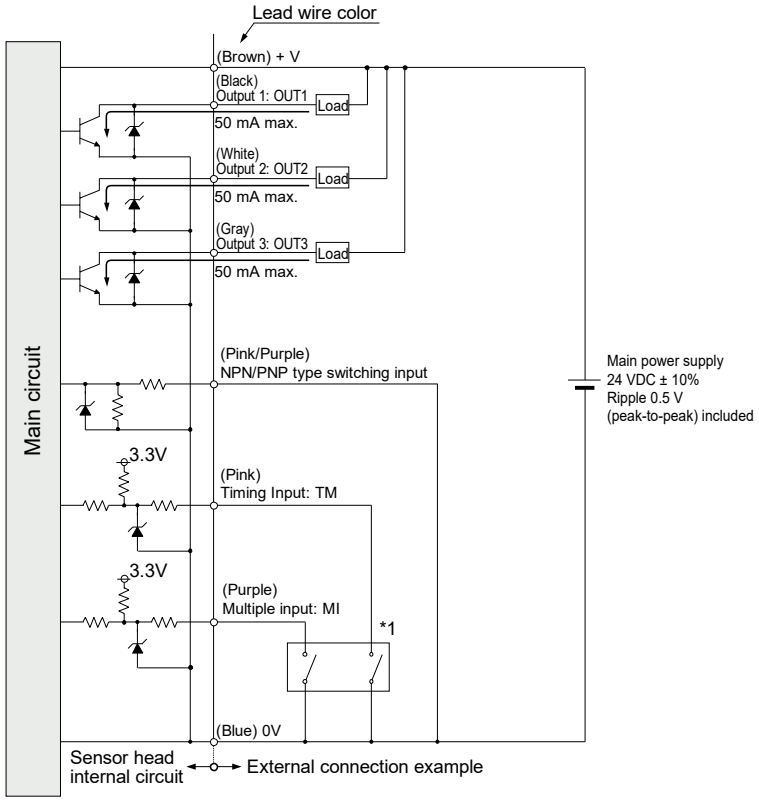 Lead wire color
(Brown) + V
(Black)
Output 1: OUT1
Load
50 mA max.
(White)
Output 2: OUT2
Load
50 mA max.
(Gray)
Output 3: OUT3
Load
50 mA max.
Main circuit
(Pink/Purple)
NPN/PNP type switching input
Main power supply
24 VDC ± 10%
Ripple 0.5 V
(peak-to-peak) included
3.3V
(Pink)
Timing Input: TM
3.3V
(Purple)
Multiple input: MI
*1
(Blue) 0V
Sensor head
internal circuit
External connection example